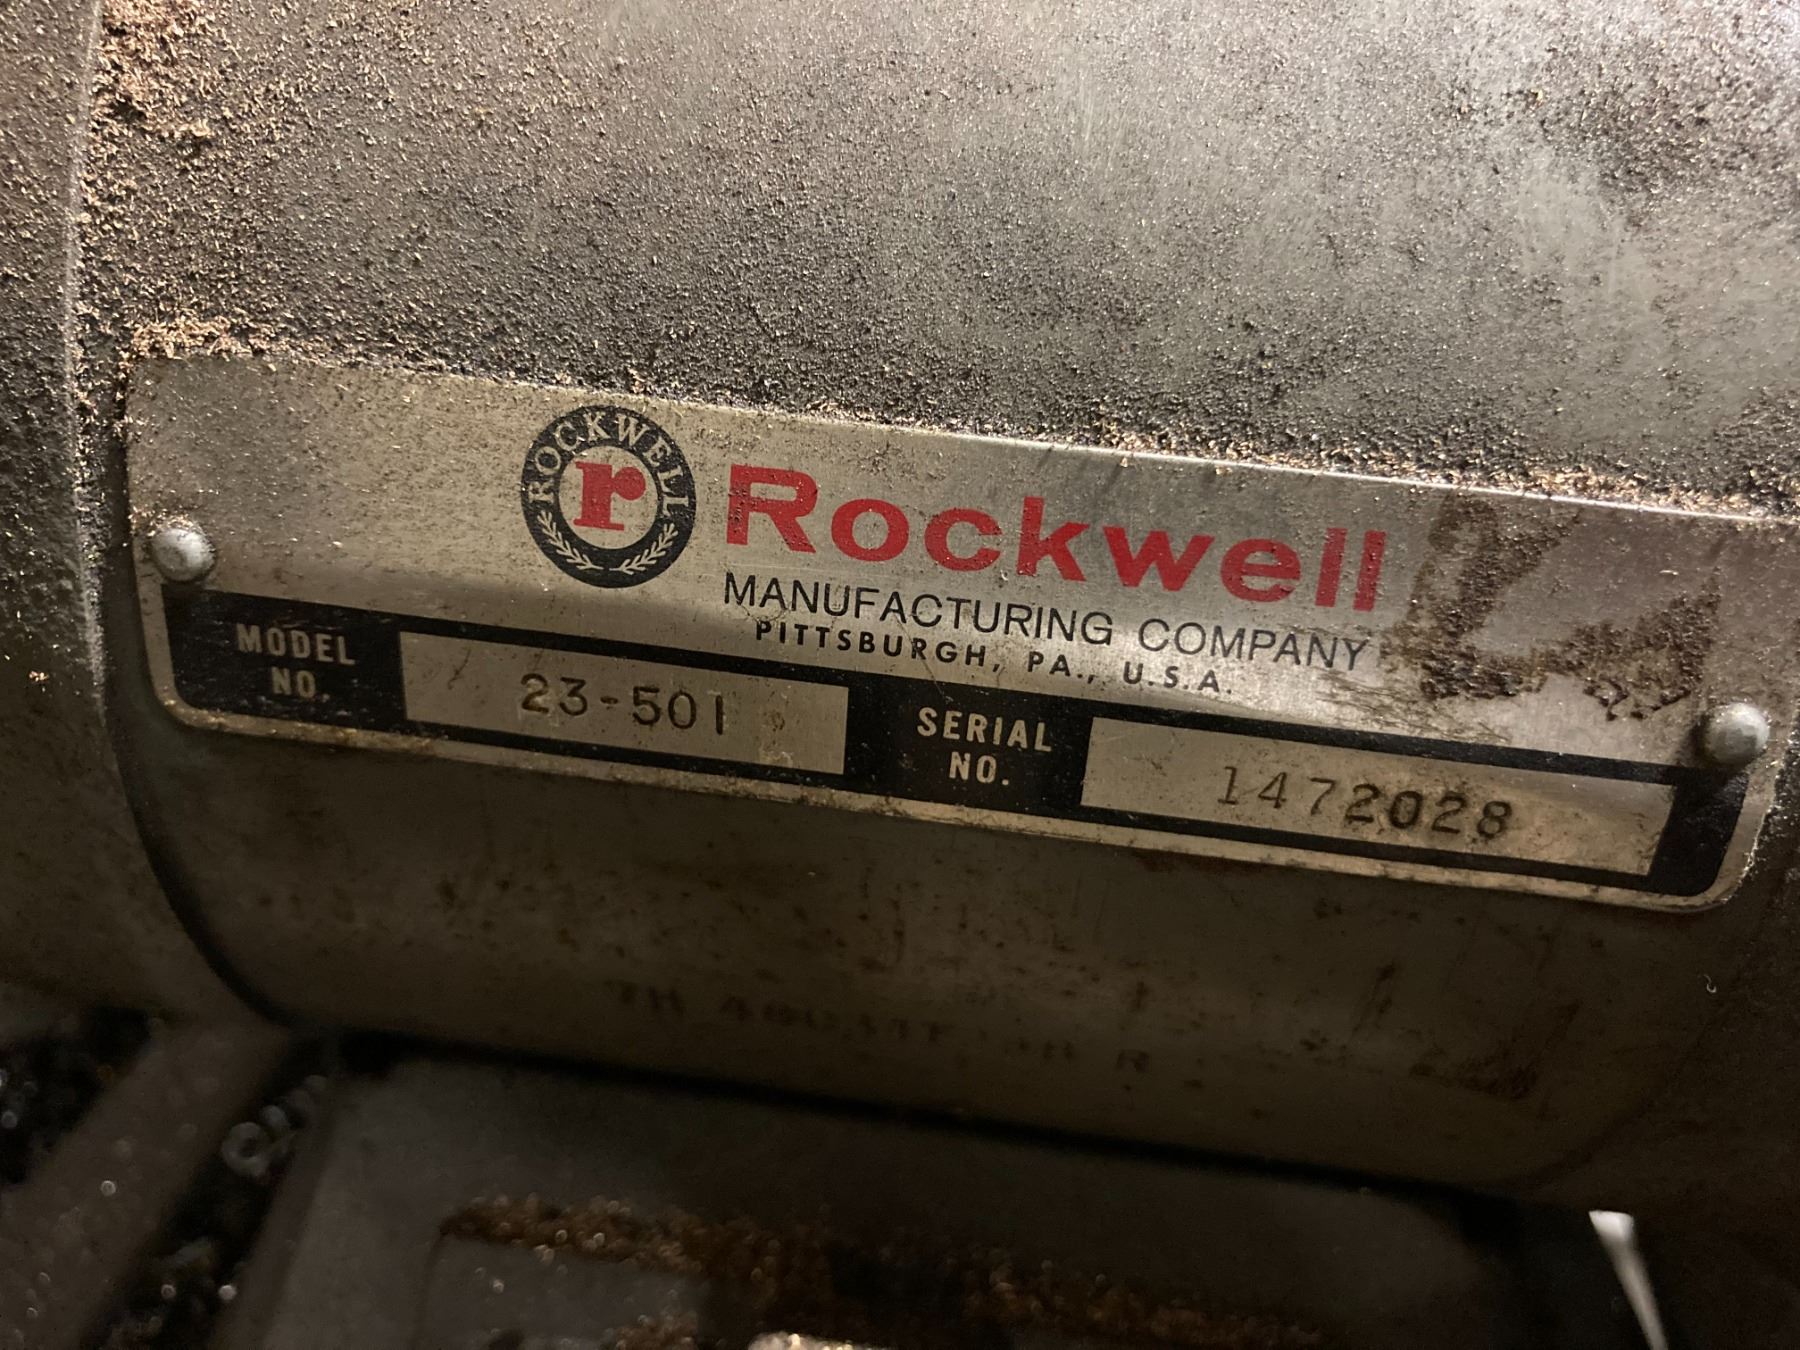 ROCKWELL
r
Rockwell
MANUFACTURING COMPANY
PITTSBURGH, PA., U.S.A.
MODEL NO. 23-501
SERIAL NO. 1472028